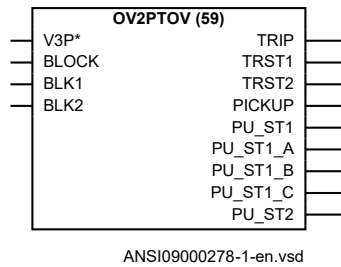 OV2PTOV (59)
V3P*
BLOCK
BLK1
BLK2
TRIP
TRST1
TRST2
PICKUP
PU_ST1
PU_ST1_A
PU_ST1_B
PU_ST1_C
PU_ST2
ANSI09000278-1-en.vsd